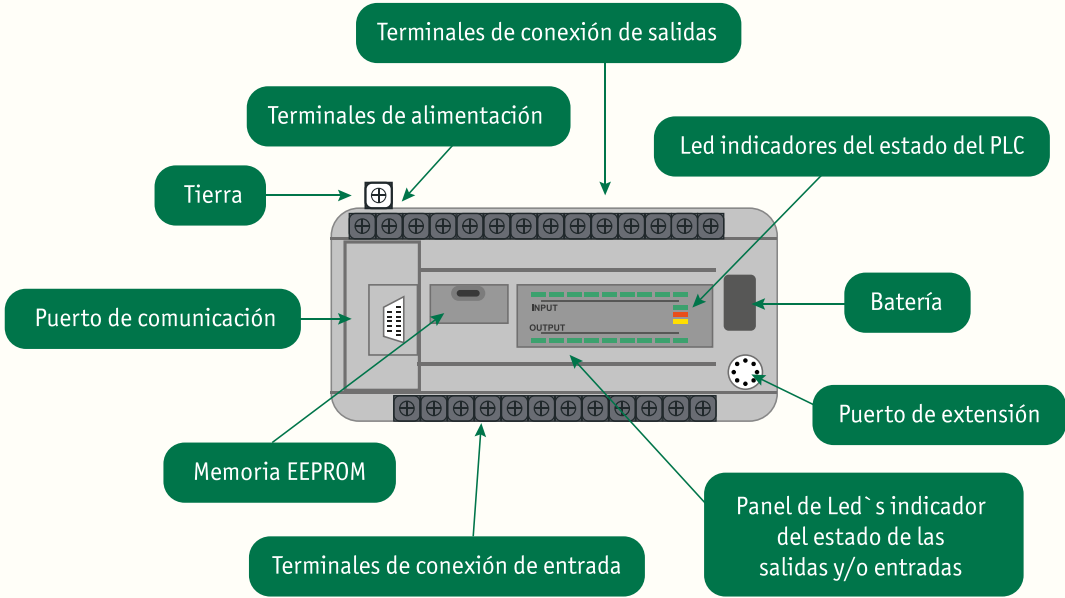 Terminales de conexión de salidas
Terminales de alimentación
Led indicadores del estado del PLC
Tierra
Puerto de comunicación
INPUT
OUTPUT
Batería
Puerto de extensión
Memoria EEPROM
Panel de Led`s indicador
del estado de las
salidas y/o entradas
Terminales de conexión de entrada